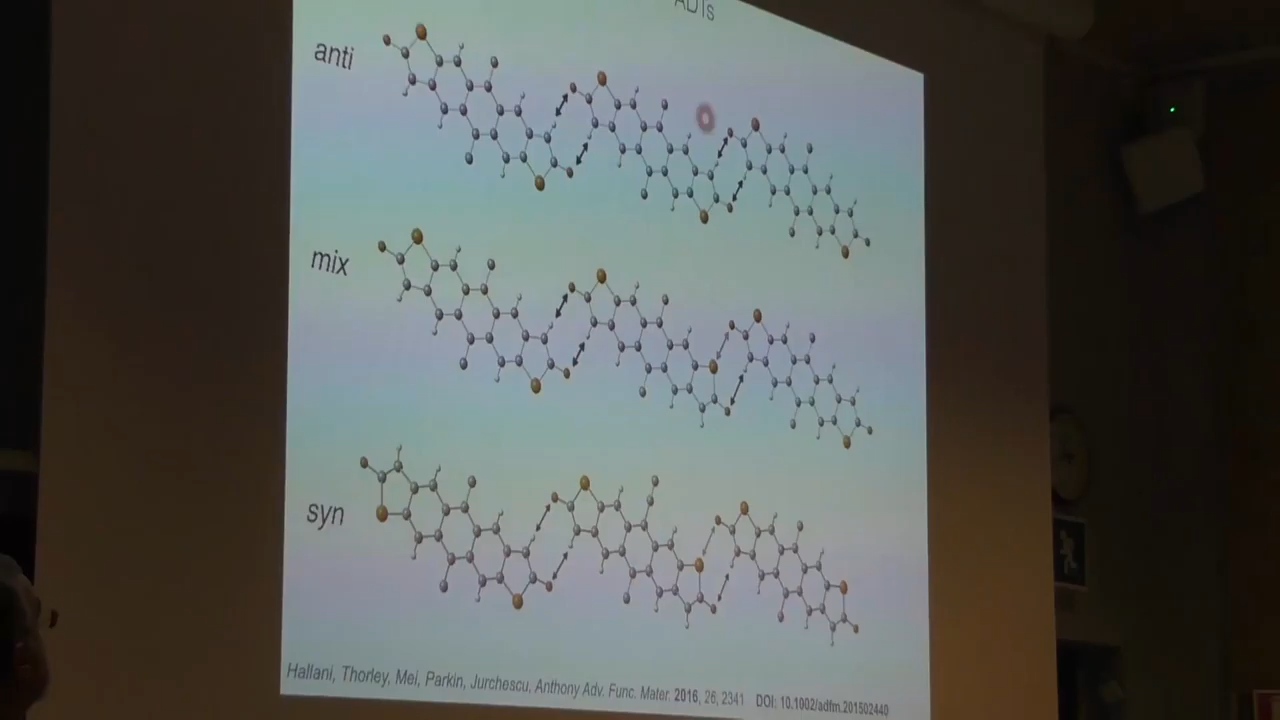 ADTs
anti
mix
syn
Hallani, Thorley, Mei, Parkin, Jurchescu, Anthony Adv. Func. Mater. 2016, 26, 2341 DOI: 10.1002/adfm.201502440